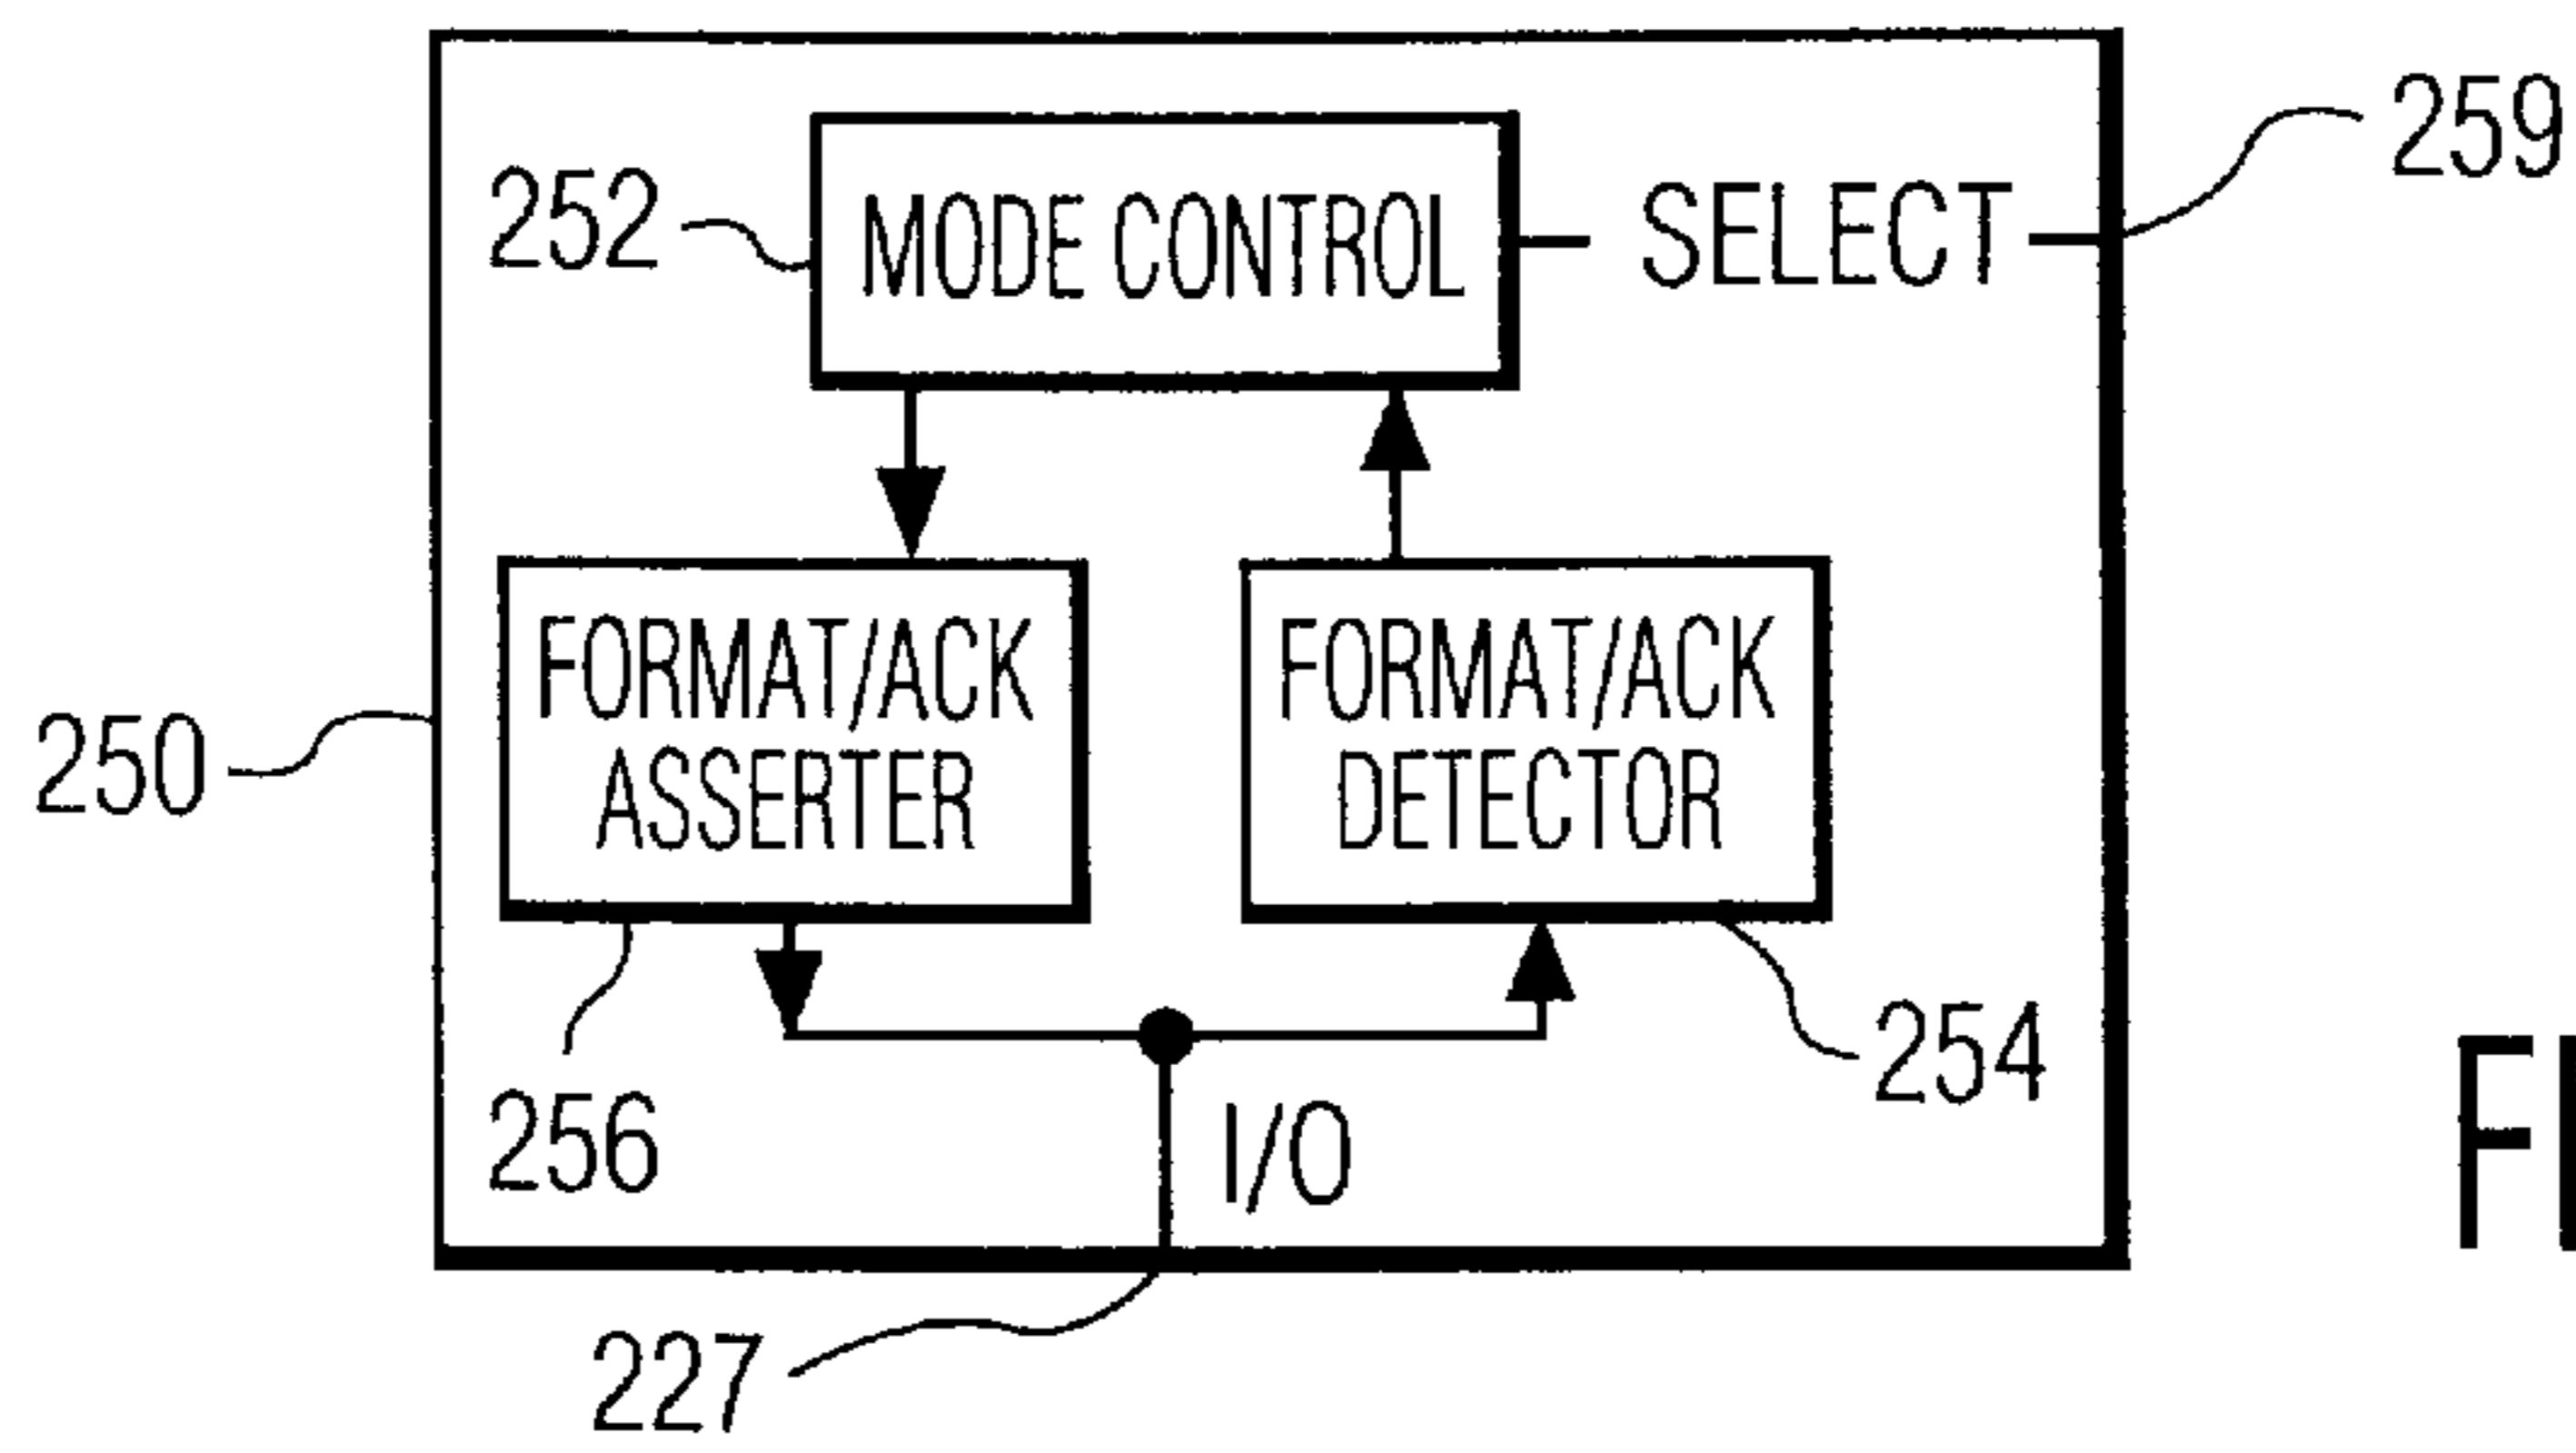 259
252
MODE CONTROL
SELECT
FORMAT/ACK
ASSERTER
FORMAT/ACK
DETECTOR
250
254
256
I/O
227